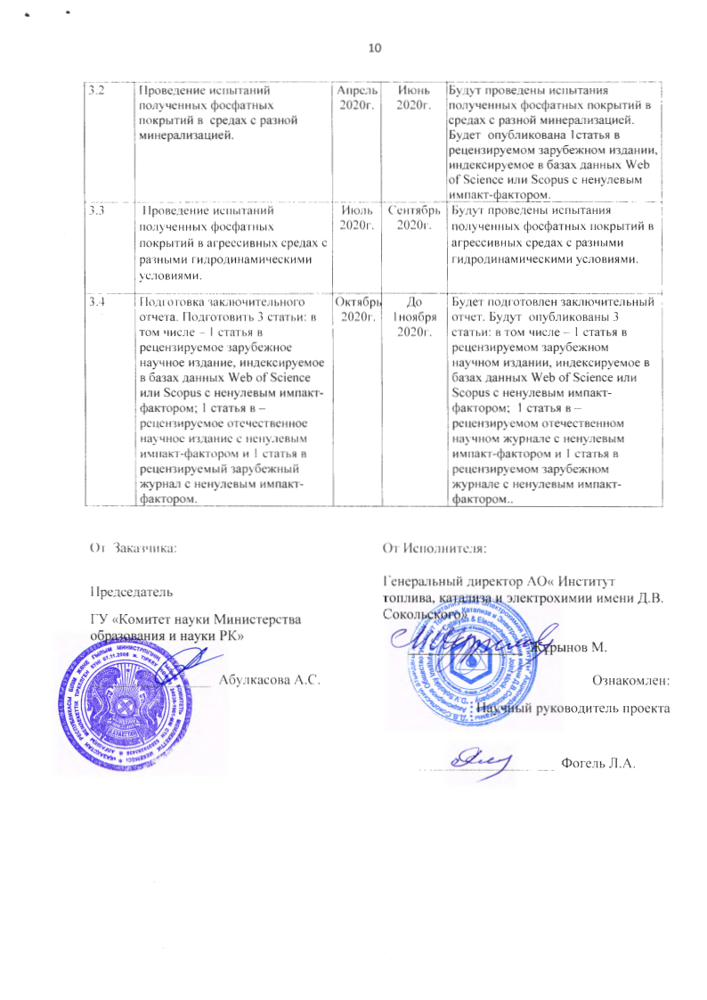 10
3.2
Проведение испытаний
полученных фосфатных
покрытий в средах с разной
минерализацией.
Апрель
2020г.
Июнь
2020г.
Будут проведены испытания
полученных фосфатных покрытий в
средах с разной минерализацией.
Будет опубликована 1статья в
рецензируемом зарубежном издании,
индексируемое в базах данных Web
of Science или Scopus с ненулевым
импакт-фактором.
3.3
Проведение испытаний
полученных фосфатных
покрытий в агрессивных средах с
разными гидродинамическими
условиями.
Июль
2020г.
Сентябрь
2020г.
Будут проведены испытания
полученных фосфатных покрытий в
агрессивных средах с разными
гидродинамическими условиями.
3.4
Подготовка заключительного
отчета. Подготовить 3 статьи: в
том числе – 1 статья в
рецензируемое зарубежное
научное издание, индексируемое
в базах данных Web of Science
или Scopus с ненулевым импакт-
фактором; 1 статья в –
рецензируемое отечественное
научное издание с ненулевым
импакт-фактором и 1 статья в
рецензируемый зарубежный
журнал с ненулевым импакт-
фактором.
Октябрь
2020г.
До
1ноября
2020г.
Будет подготовлен заключительный
отчет. Будут опубликованы 3
статьи: в том числе – 1 статья в
рецензируемом зарубежном
научном издании, индексируемое в
базах данных Web of Science или
Scopus с ненулевым импакт-
фактором; 1 статья в –
рецензируемом отечественном
научном журнале с ненулевым
импакт-фактором и 1 статья в
рецензируемом зарубежном
журнале с ненулевым импакт-
фактором..
От Заказчика:
Председатель
ГУ «Комитет науки Министерства
образования и науки РК»
Абулкасова А.С.
От Исполнителя:
Генеральный директор АО« Институт
топлива, катализа и электрохимии имени Д.В.
Сокольского»
Журынов М.
Ознакомлен:
Научный руководитель проекта
Фогель Л.А.